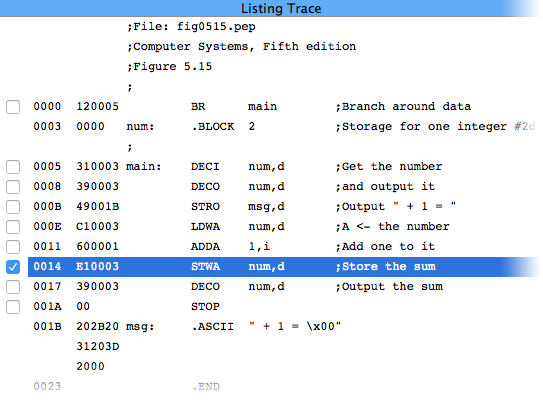 Listing Trace
;File: fig0515.pep
;Computer Systems, Fifth edition
;Figure 5.15
;
0000 120005 BR main ;Branch around data
0003 0000 num: .BLOCK 2 ;Storage for one integer #2d
;
0005 310003 main: DECI num,d ;Get the number
0008 390003 DECO num,d ;and output it
000B 49001B STRO msg,d ;Output " + 1 = "
000E C10003 LDWA num,d ;A <- the number
0011 600001 ADDA 1,i ;Add one to it
0014 E10003 STWA num,d ;Store the sum
0017 390003 DECO num,d ;Output the sum
001A 00 STOP
001B 202B20 msg: .ASCII " + 1 = \x00"
31203D
2000
0023 .END